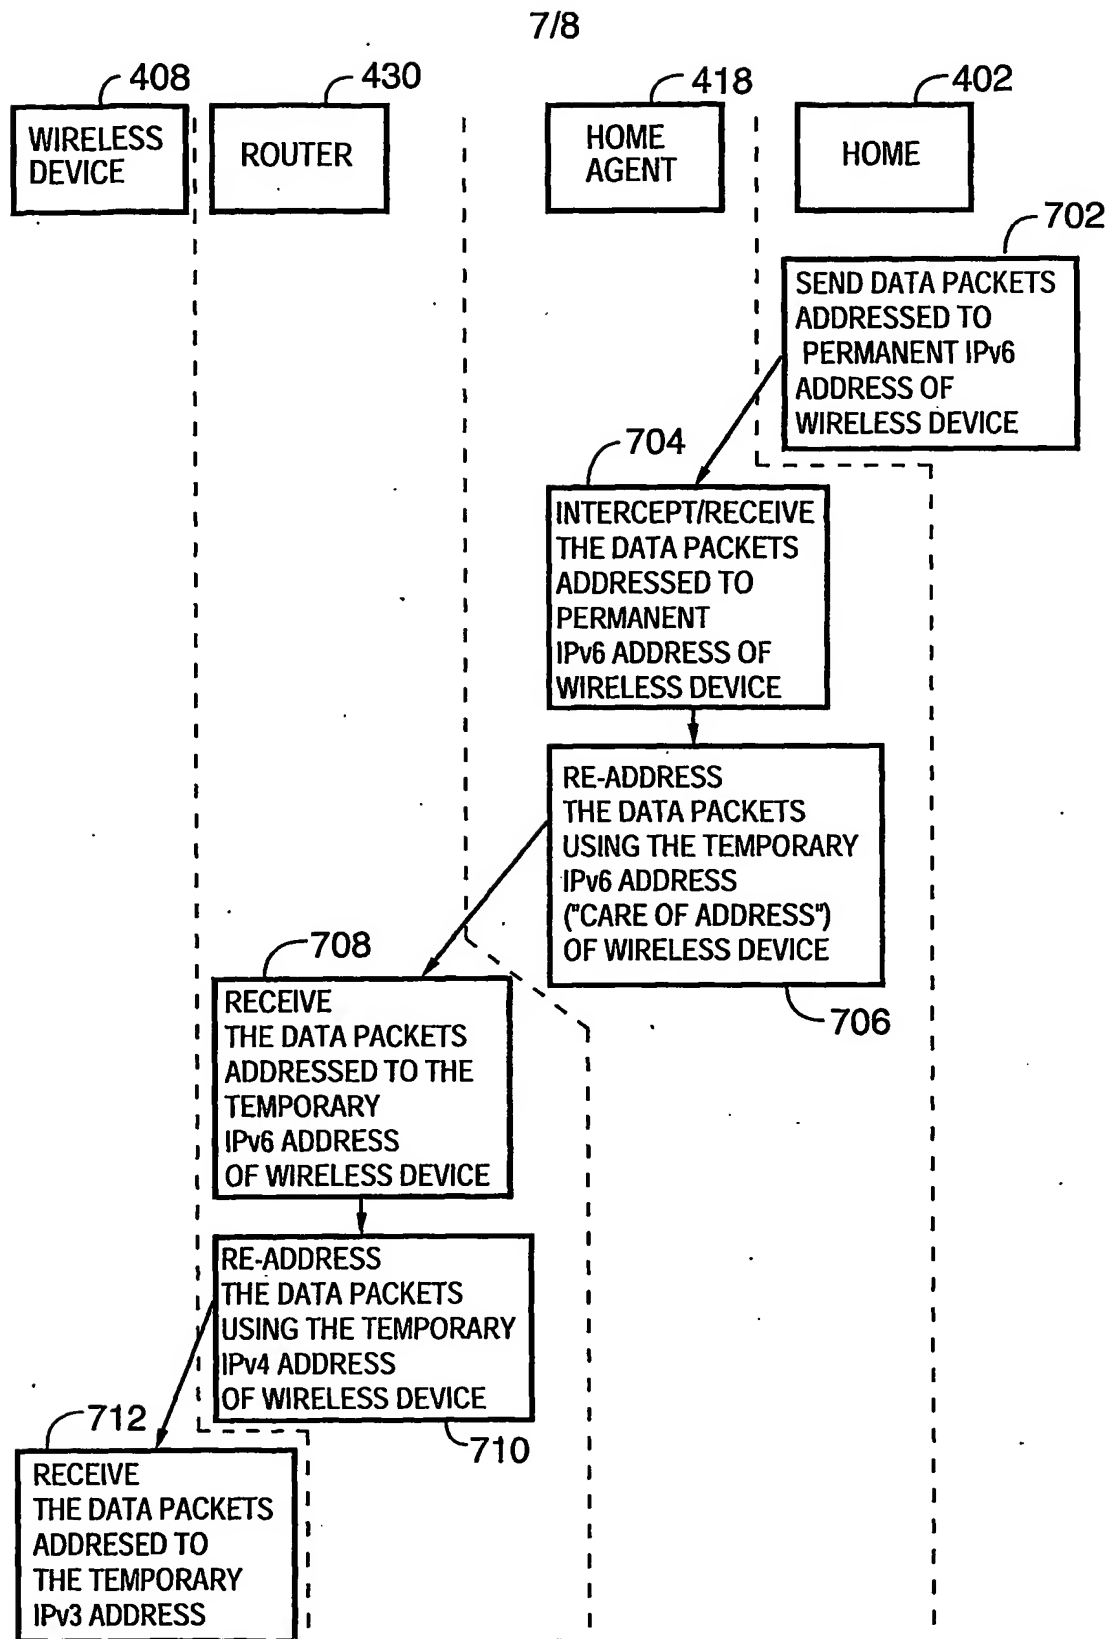 7/8
408
430
418
402
WIRELESS
DEVICE
ROUTER
HOME
AGENT
HOME
702
SEND DATA PACKETS
ADDRESSED TO
PERMANENT IPv6
ADDRESS OF
WIRELESS DEVICE
704
INTERCEPT/RECEIVE
THE DATA PACKETS
ADDRESSED TO
PERMANENT
IPv6 ADDRESS OF
WIRELESS DEVICE
RE-ADDRESS
THE DATA PACKETS
USING THE TEMPORARY
IPv6 ADDRESS
("CARE OF ADDRESS")
OF WIRELESS DEVICE
706
708
RECEIVE
THE DATA PACKETS
ADDRESSED TO THE
TEMPORARY
IPv6 ADDRESS
OF WIRELESS DEVICE
RE-ADDRESS
THE DATA PACKETS
USING THE TEMPORARY
IPv4 ADDRESS
OF WIRELESS DEVICE
710
712
RECEIVE
THE DATA PACKETS
ADDRESED TO
THE TEMPORARY
IPv3 ADDRESS